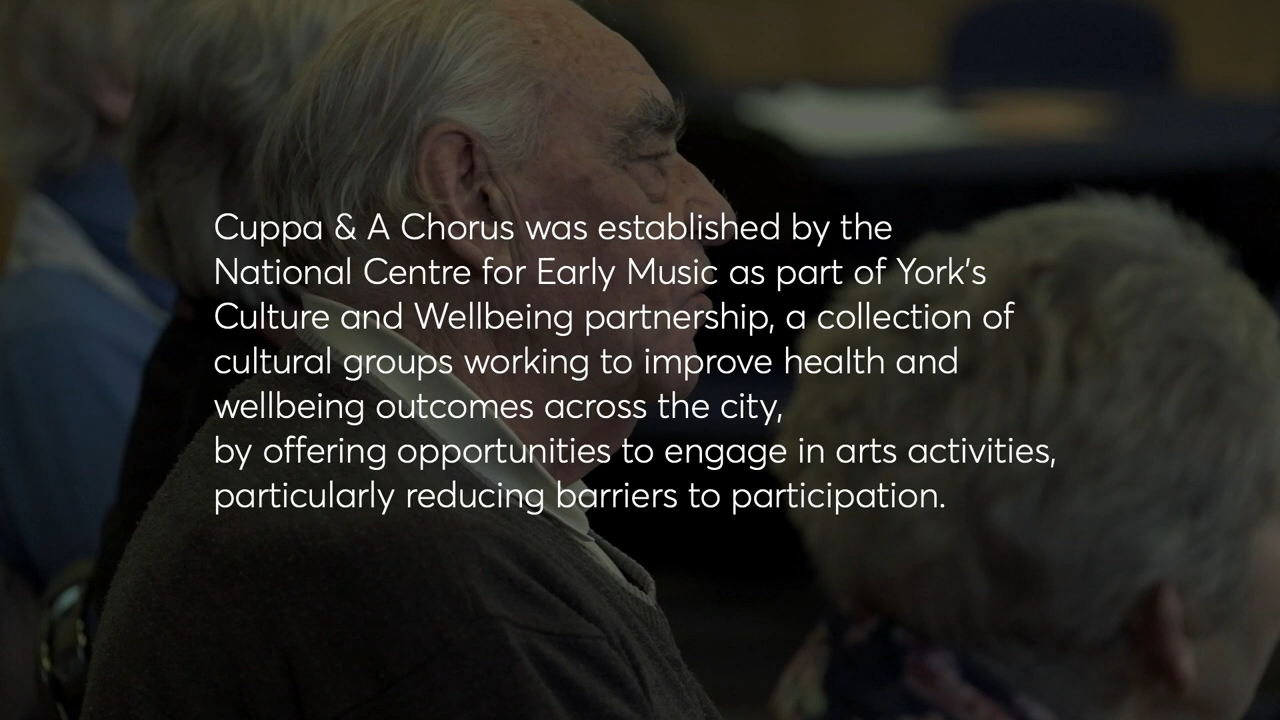 Cuppa & A Chorus was established by the
National Centre for Early Music as part of York's
Culture and Wellbeing partnership, a collection of
cultural groups working to improve health and
wellbeing outcomes across the city,
by offering opportunities to engage in arts activities,
particularly reducing barriers to participation.